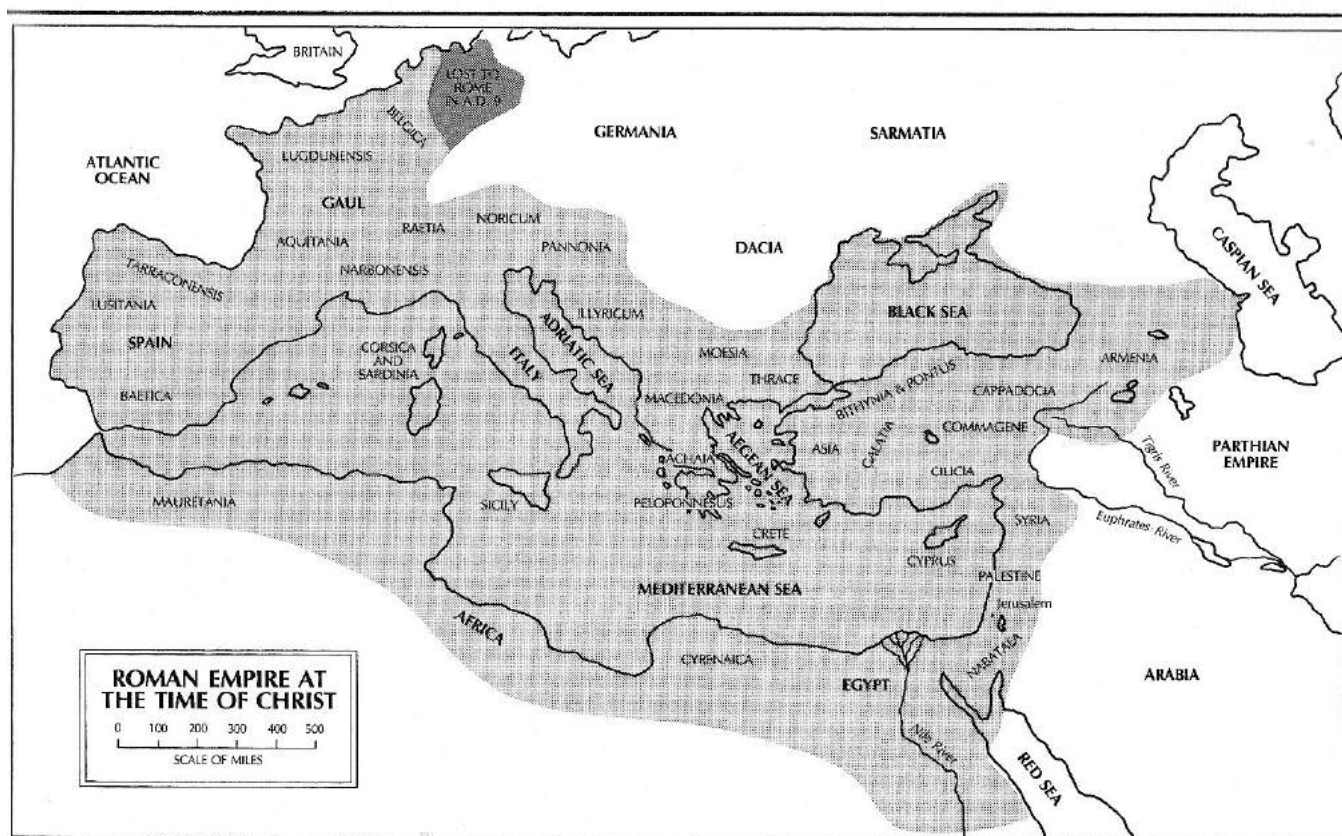 BRITAIN
LOST TO
ROME
IN A.D. 9
BELGICA
GERMANIA
SARMATIA
ATLANTIC
OCEAN
LUGDUNENSIS
GAUL
NORICUM
RAETIA
AQUITANIA
PANNONIA
DACIA
CASPIAN SEA
TARRACONENSIS
NARBONENSIS
LUSITANIA
ILLYRICUM
BLACK SEA
ADRIATIC SEA
SPAIN
CORSICA
AND
SARDINIA
ITALY
MOESIA
ARMENIA
THRACE
BITHYNIA & PONTUS
CAPPADOCIA
BAETICA
MACEDONIA
COMMAGENE
AEGEAN SEA
ASIA
GALATIA
ACHAIA
CILICIA
Tigris River
PARTHIAN
EMPIRE
MAURETANIA
SICILY
PELOPONNESUS
SYRIA
Euphrates River
CRETE
CYPRUS
MEDITERRANEAN SEA
PALESTINE
Jerusalem
AFRICA
CYRENAICA
NABATAEA
EGYPT
ARABIA
Nile River
RED SEA
ROMAN EMPIRE AT
THE TIME OF CHRIST
0 100 200 300 400 500
SCALE OF MILES